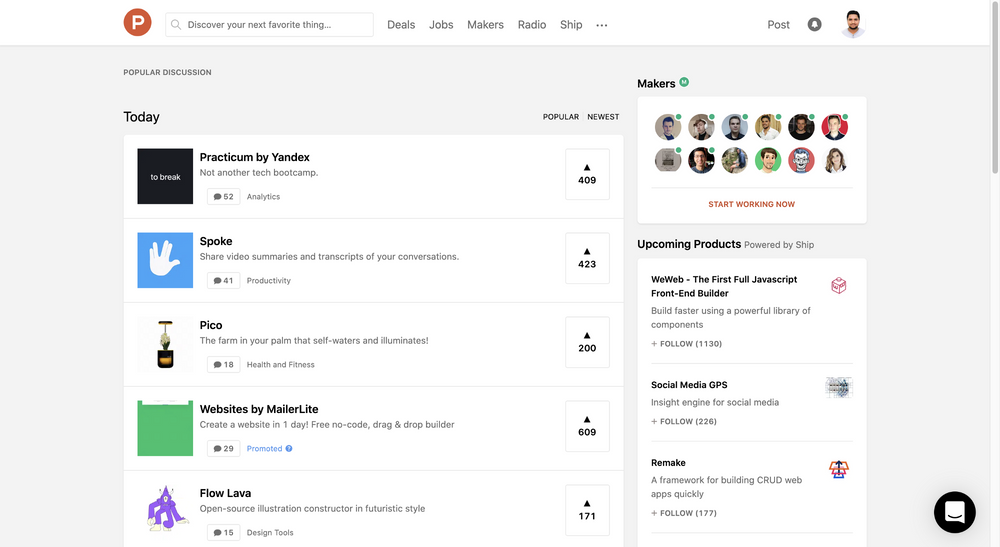 P
Discover your next favorite thing...
Deals
Jobs
Makers
Radio
Ship
Post
POPULAR DISCUSSION
Today
POPULAR
NEWEST
to break
Practicum by Yandex
Not another tech bootcamp.
52
Analytics
409
Spoke
Share video summaries and transcripts of your conversations.
41
Productivity
423
Pico
The farm in your palm that self-waters and illuminates!
18
Health and Fitness
200
Websites by MailerLite
Create a website in 1 day! Free no-code, drag & drop builder
29
Promoted ?
609
Flow Lava
Open-source illustration constructor in futuristic style
15
Design Tools
171
Makers M
START WORKING NOW
Upcoming Products Powered by Ship
WeWeb - The First Full Javascript
Front-End Builder
Build faster using a powerful library of
components
+ FOLLOW (1130)
Social Media GPS
Insight engine for social media
+ FOLLOW (226)
Remake
A framework for building CRUD web
apps quickly
+ FOLLOW (177)